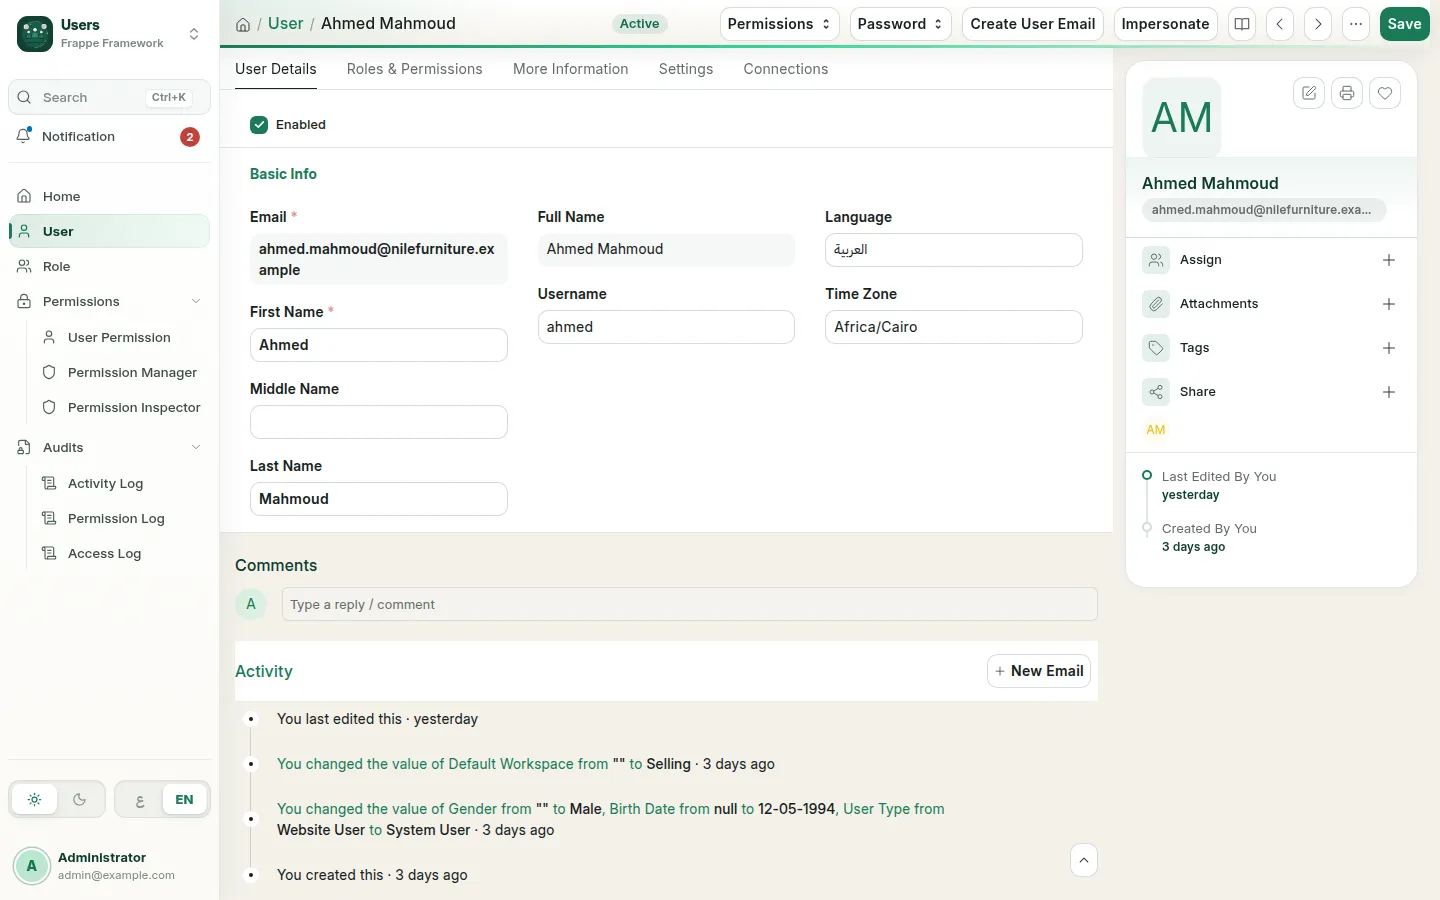 Users
Frappe Framework
Search
Ctrl+K
Notification
2
Home
User
Role
Permissions
User Permission
Permission Manager
Permission Inspector
Audits
Activity Log
Permission Log
Access Log
ع
EN
A
Administrator
admin@example.com
/ User / Ahmed Mahmoud
Active
Permissions
Password
Create User Email
Impersonate
Save
User Details
Roles & Permissions
More Information
Settings
Connections
Enabled
Basic Info
Email *
ahmed.mahmoud@nilefurniture.ex
ample
First Name *
Ahmed
Middle Name
Last Name
Mahmoud
Full Name
Ahmed Mahmoud
Username
ahmed
Language
العربية
Time Zone
Africa/Cairo
Comments
A
Type a reply / comment
Activity
New Email
You last edited this · yesterday
You changed the value of Default Workspace from "" to Selling · 3 days ago
You changed the value of Gender from "" to Male, Birth Date from null to 12-05-1994, User Type from
Website User to System User · 3 days ago
You created this · 3 days ago
AM
Ahmed Mahmoud
ahmed.mahmoud@nilefurniture.exa...
Assign
Attachments
Tags
Share
AM
Last Edited By You
yesterday
Created By You
3 days ago